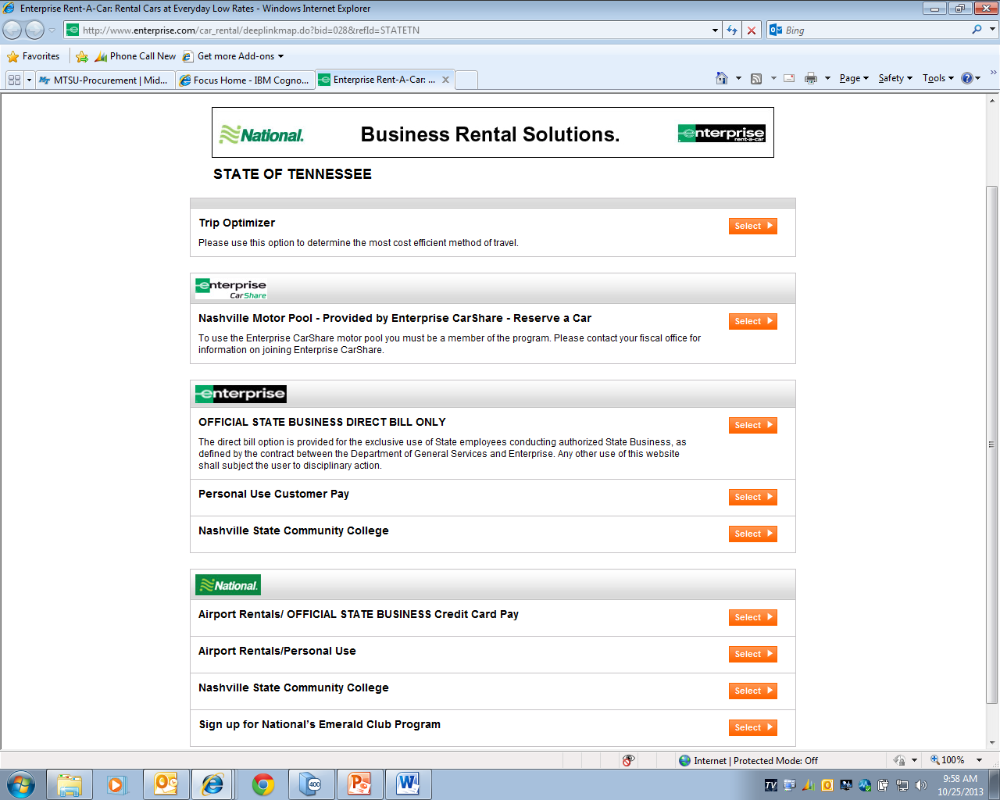 Enterprise Rent-A-Car: Rental Cars at Everyday Low Rates - Windows Internet Explorer
http://www.enterprise.com/car_rental/deeplinkmap.do?bid=028&refId=STATETN
Bing
Favorites
Phone Call New
Get more Add-ons
MTSU-Procurement | Mid...
Focus Home - IBM Cogno...
Enterprise Rent-A-Car: ...
Page
Safety
Tools
National.
Business Rental Solutions.
enterprise
rent-a-car
STATE OF TENNESSEE
Trip Optimizer
Select
Please use this option to determine the most cost efficient method of travel.
enterprise
CarShare
Nashville Motor Pool - Provided by Enterprise CarShare - Reserve a Car
Select
To use the Enterprise CarShare motor pool you must be a member of the program. Please contact your fiscal office for
information on joining Enterprise CarShare.
enterprise
OFFICIAL STATE BUSINESS DIRECT BILL ONLY
Select
The direct bill option is provided for the exclusive use of State employees conducting authorized State Business, as
defined by the contract between the Department of General Services and Enterprise. Any other use of this website
shall subject the user to disciplinary action.
Personal Use Customer Pay
Select
Nashville State Community College
Select
National.
Airport Rentals/ OFFICIAL STATE BUSINESS Credit Card Pay
Select
Airport Rentals/Personal Use
Select
Nashville State Community College
Select
Sign up for National’s Emerald Club Program
Select
Internet | Protected Mode: Off
100%
400
TV
9:58 AM
10/25/2013